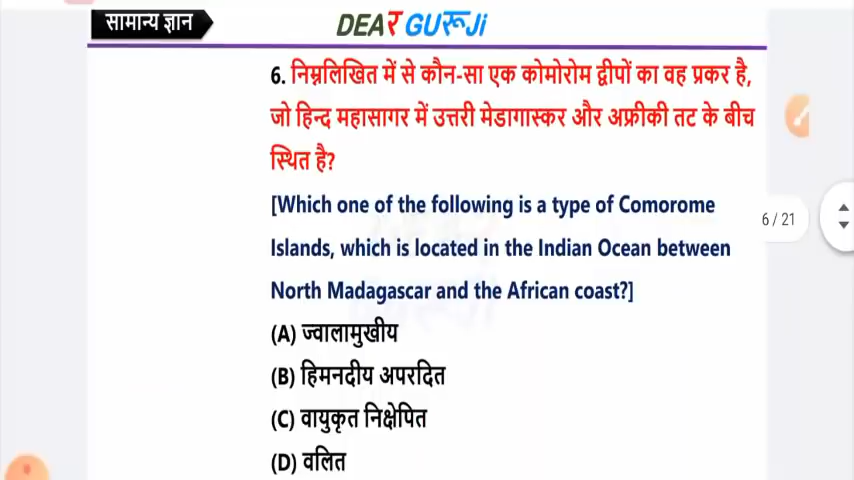 सामान्य ज्ञान
DEAR GURUJi
6. निम्नलिखित में से कौन-सा एक कोमोरोम द्वीपों का वह प्रकर है,
जो हिन्द महासागर में उत्तरी मेडागास्कर और अफ्रीकी तट के बीच
स्थित है?
[Which one of the following is a type of Comorome
Islands, which is located in the Indian Ocean between
6 / 21
North Madagascar and the African coast?]
(A) ज्वालामुखीय
(B) हिमनदीय अपरदित
(C) वायुकृत निक्षेपित
(D) वलित